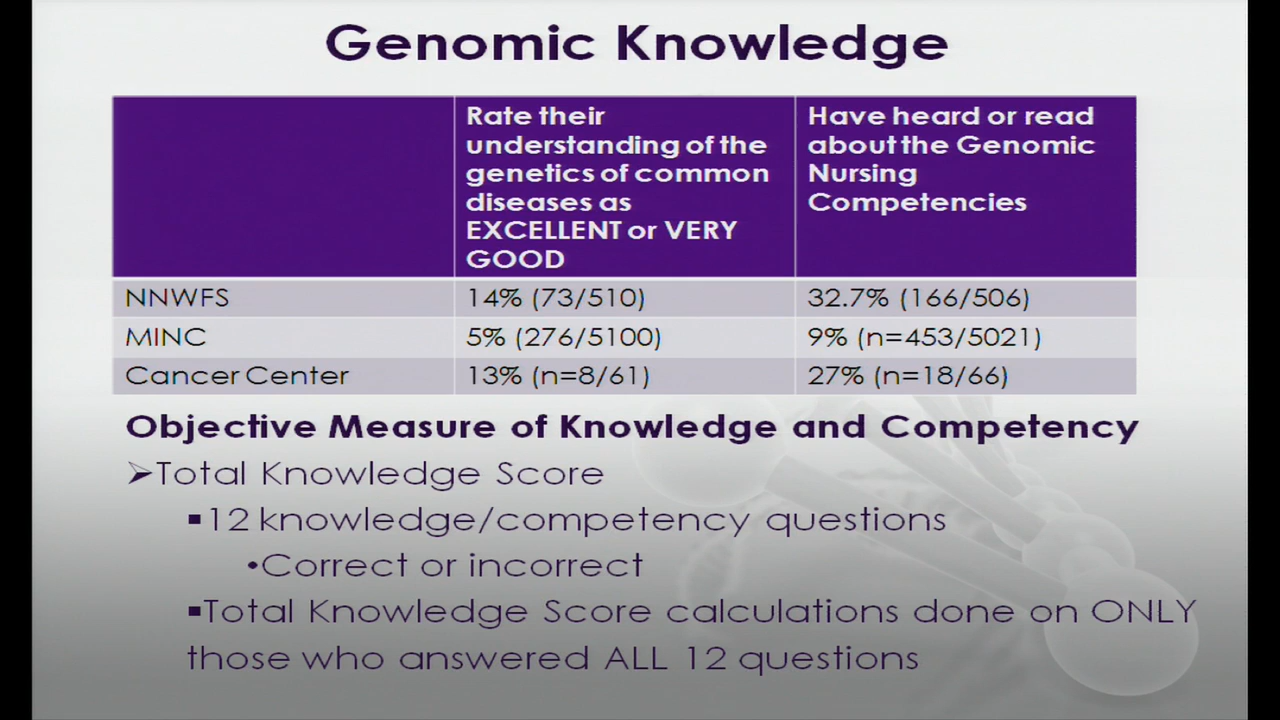 Genomic Knowledge
Rate their
understanding of the
genetics of common
diseases as
EXCELLENT or VERY
GOOD
Have heard or read
about the Genomic
Nursing
Competencies
NNWFS 14% (73/510) 32.7% (166/506)
MINC 5% (276/5100) 9% (n=453/5021)
Cancer Center 13% (n=8/61) 27% (n=18/66)
Objective Measure of Knowledge and Competency
➢Total Knowledge Score
▪12 knowledge/competency questions
•Correct or incorrect
▪Total Knowledge Score calculations done on ONLY
those who answered ALL 12 questions